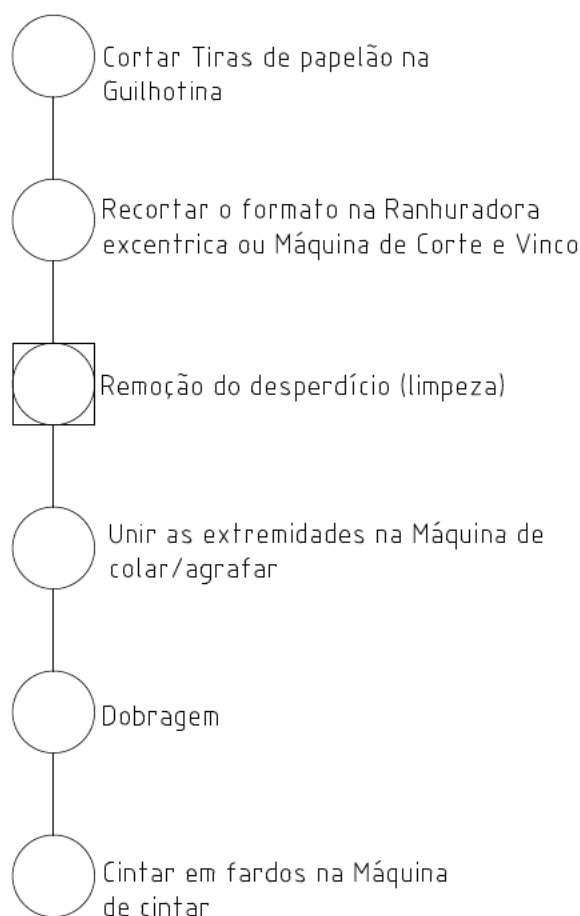 Cortar Tiras de papelão na
Guilhotina
Recortar o formato na Ranhuradora
excentrica ou Máquina de Corte e Vinco
Remoção do desperdício (limpeza)
Unir as extremidades na Máquina de
colar/agrafar
Dobragem
Cintar em fardos na Máquina
de cintar